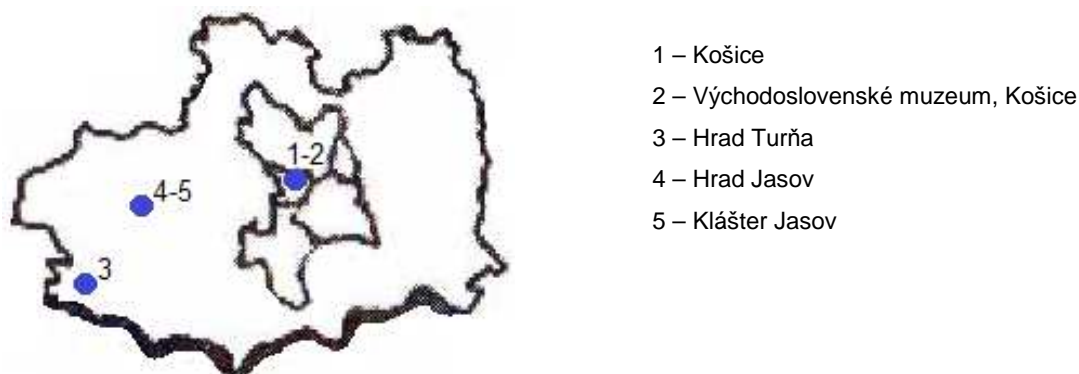 1-2
4-5
3
1 – Košice
2 – Východoslovenské muzeum, Košice
3 – Hrad Turňa
4 – Hrad Jasov
5 – Klášter Jasov